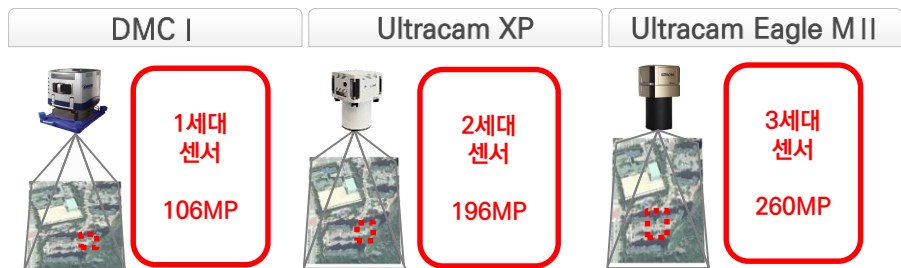 DMC Ⅰ
Ultracam XP
Ultracam Eagle M Ⅱ
1세대
센서
106MP
2세대
센서
196MP
3세대
센서
260MP